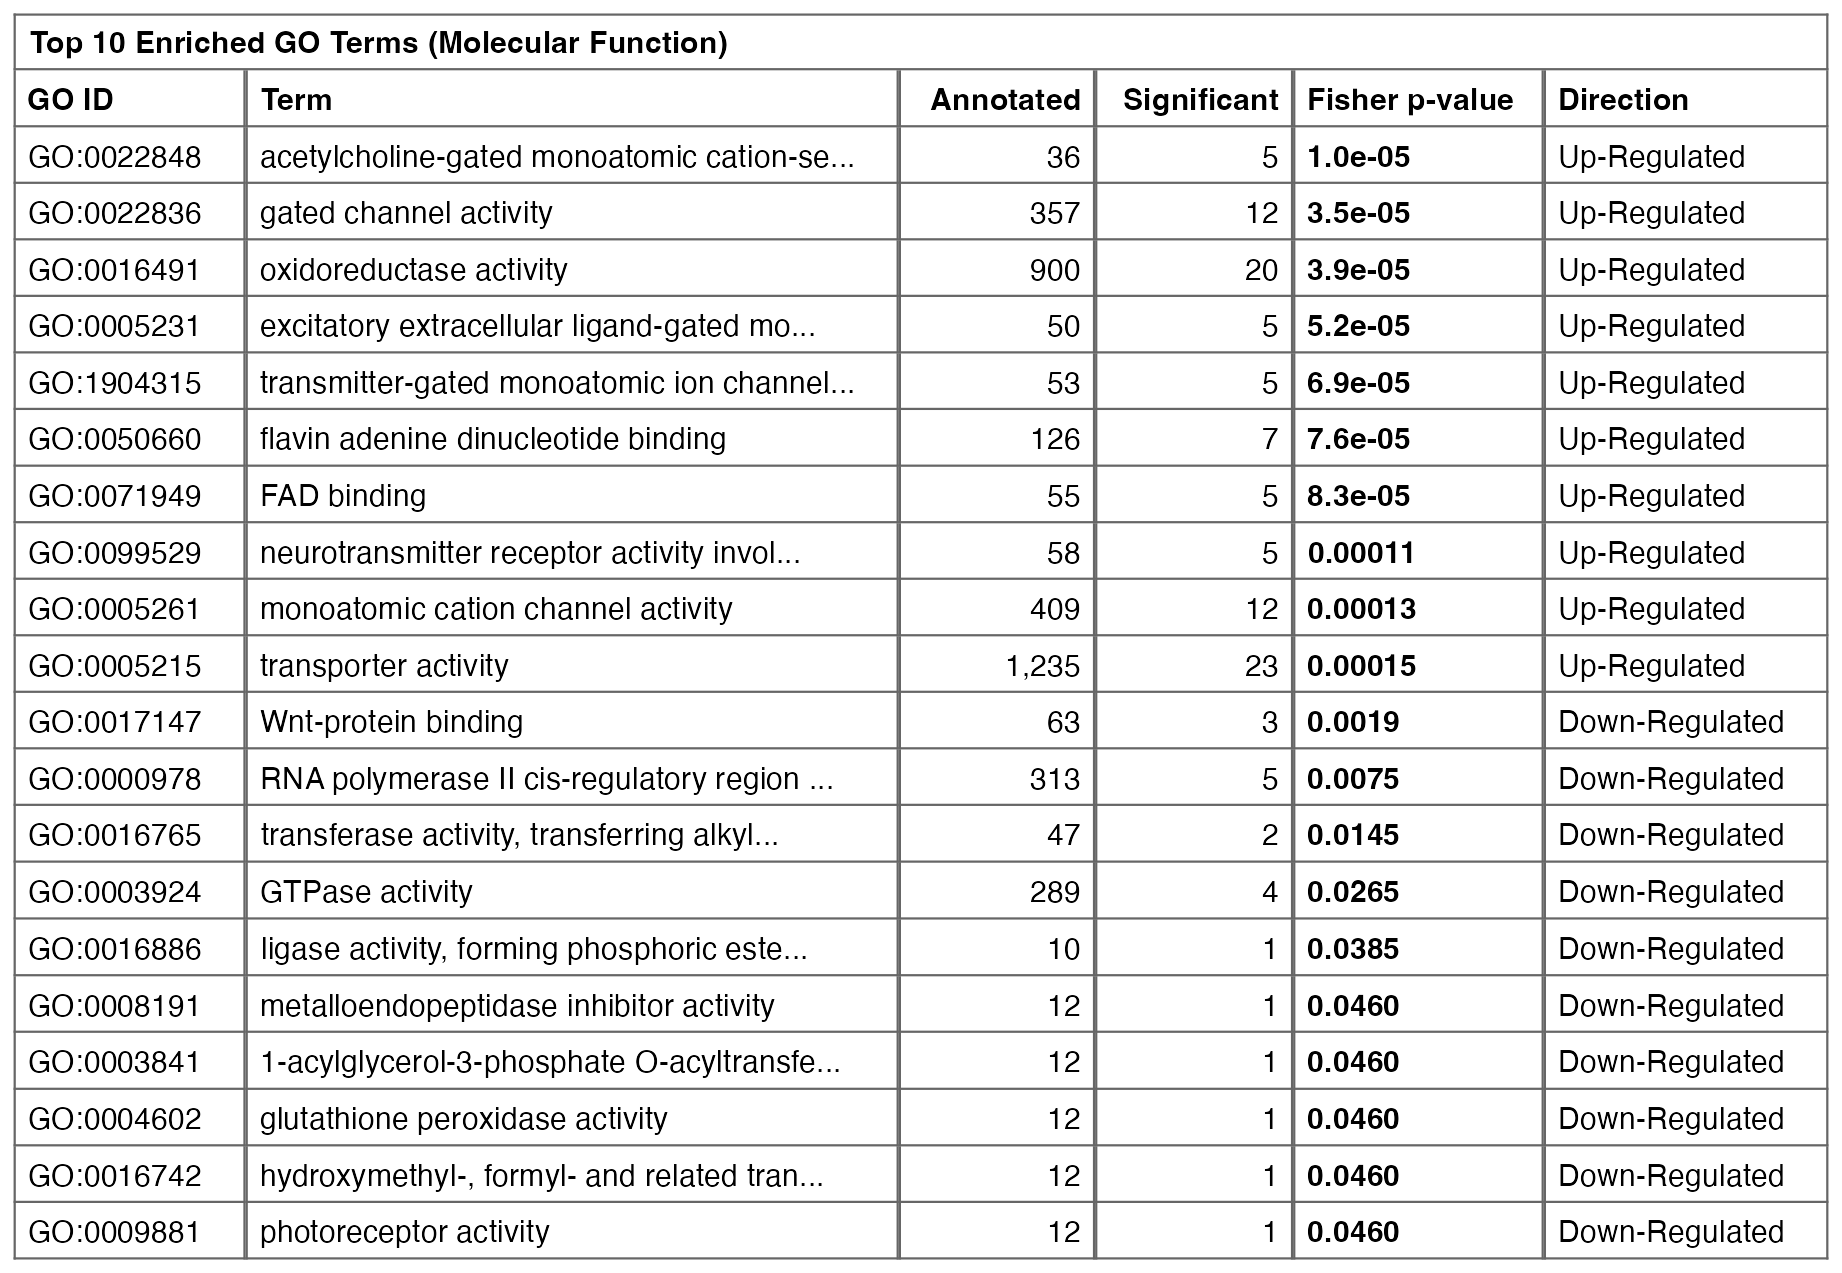 Top 10 Enriched GO Terms (Molecular Function)
GO ID Term Annotated Significant Fisher p-value Direction
GO:0022848 acetylcholine-gated monoatomic cation-se... 36 5 1.0e-05 Up-Regulated
GO:0022836 gated channel activity 357 12 3.5e-05 Up-Regulated
GO:0016491 oxidoreductase activity 900 20 3.9e-05 Up-Regulated
GO:0005231 excitatory extracellular ligand-gated mo... 50 5 5.2e-05 Up-Regulated
GO:1904315 transmitter-gated monoatomic ion channel... 53 5 6.9e-05 Up-Regulated
GO:0050660 flavin adenine dinucleotide binding 126 7 7.6e-05 Up-Regulated
GO:0071949 FAD binding 55 5 8.3e-05 Up-Regulated
GO:0099529 neurotransmitter receptor activity invol... 58 5 0.00011 Up-Regulated
GO:0005261 monoatomic cation channel activity 409 12 0.00013 Up-Regulated
GO:0005215 transporter activity 1,235 23 0.00015 Up-Regulated
GO:0017147 Wnt-protein binding 63 3 0.0019 Down-Regulated
GO:0000978 RNA polymerase II cis-regulatory region ... 313 5 0.0075 Down-Regulated
GO:0016765 transferase activity, transferring alkyl... 47 2 0.0145 Down-Regulated
GO:0003924 GTPase activity 289 4 0.0265 Down-Regulated
GO:0016886 ligase activity, forming phosphoric este... 10 1 0.0385 Down-Regulated
GO:0008191 metalloendopeptidase inhibitor activity 12 1 0.0460 Down-Regulated
GO:0003841 1-acylglycerol-3-phosphate O-acyltransfe... 12 1 0.0460 Down-Regulated
GO:0004602 glutathione peroxidase activity 12 1 0.0460 Down-Regulated
GO:0016742 hydroxymethyl-, formyl- and related tran... 12 1 0.0460 Down-Regulated
GO:0009881 photoreceptor activity 12 1 0.0460 Down-Regulated